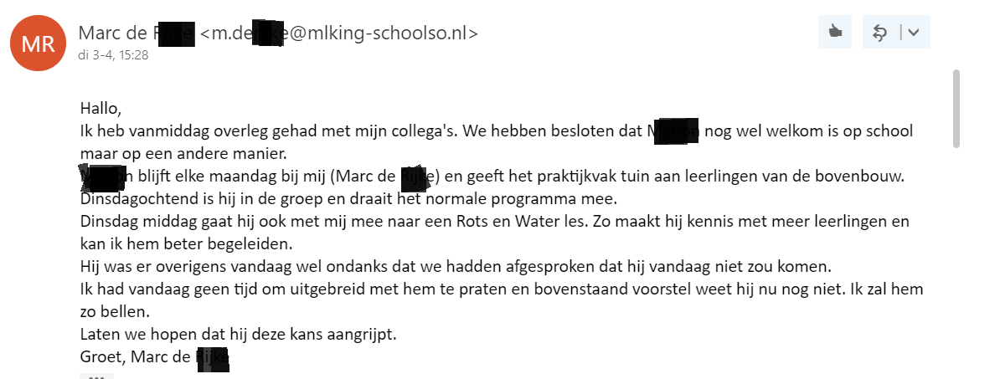 MR
Marc de <m.de e@mlking-schoolso.nl>
di 3-4, 15:28
Hallo,
Ik heb vanmiddag overleg gehad met mijn collega's. We hebben besloten dat nog wel welkom is op school
maar op een andere manier.
blijft elke maandag bij mij (Marc de ) en geeft het praktijkvak tuin aan leerlingen van de bovenbouw.
Dinsdagochtend is hij in de groep en draait het normale programma mee.
Dinsdag middag gaat hij ook met mij mee naar een Rots en Water les. Zo maakt hij kennis met meer leerlingen en
kan ik hem beter begeleiden.
Hij was er overigens vandaag wel ondanks dat we hadden afgesproken dat hij vandaag niet zou komen.
Ik had vandaag geen tijd om uitgebreid met hem te praten en bovenstaand voorstel weet hij nu nog niet. Ik zal hem
zo bellen.
Laten we hopen dat hij deze kans aangrijpt.
Groet, Marc de